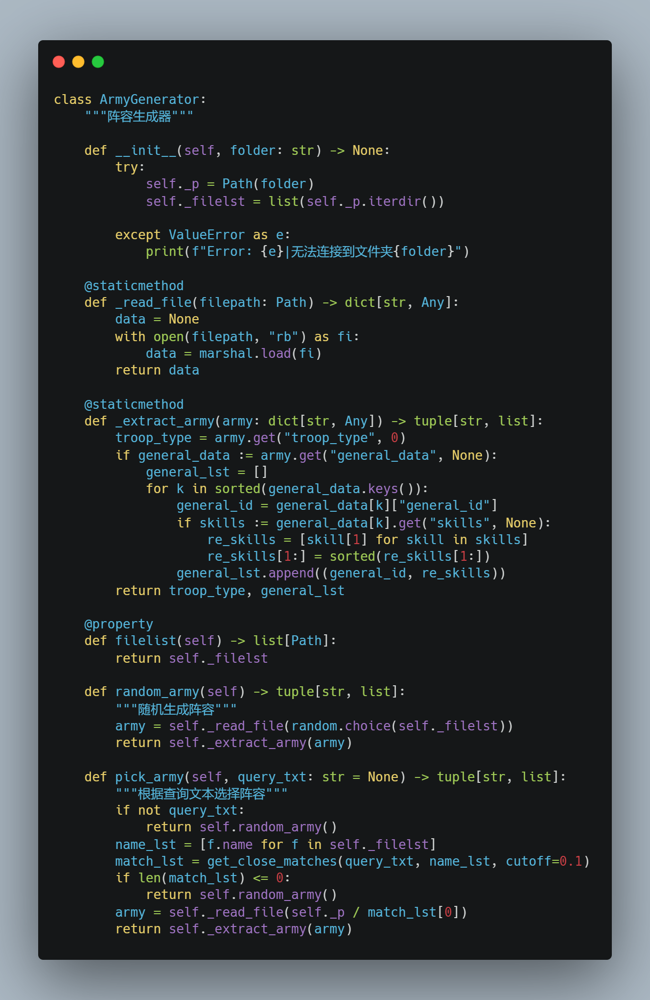 class ArmyGenerator:
    """阵容生成器"""

    def __init__(self, folder: str) -> None:
        try:
            self._p = Path(folder)
            self._filelst = list(self._p.iterdir())

        except ValueError as e:
            print(f"Error: {e}|无法连接到文件夹{folder}")

    @staticmethod
    def _read_file(filepath: Path) -> dict[str, Any]:
        data = None
        with open(filepath, "rb") as fi:
            data = marshal.load(fi)
        return data

    @staticmethod
    def _extract_army(army: dict[str, Any]) -> tuple[str, list]:
        troop_type = army.get("troop_type", 0)
        if general_data := army.get("general_data", None):
            general_lst = []
            for k in sorted(general_data.keys()):
                general_id = general_data[k]["general_id"]
                if skills := general_data[k].get("skills", None):
                    re_skills = [skill[1] for skill in skills]
                    re_skills[1:] = sorted(re_skills[1:])
                general_lst.append((general_id, re_skills))
        return troop_type, general_lst

    @property
    def filelist(self) -> list[Path]:
        return self._filelst

    def random_army(self) -> tuple[str, list]:
        """随机生成阵容"""
        army = self._read_file(random.choice(self._filelst))
        return self._extract_army(army)

    def pick_army(self, query_txt: str = None) -> tuple[str, list]:
        """根据查询文本选择阵容"""
        if not query_txt:
            return self.random_army()
        name_lst = [f.name for f in self._filelst]
        match_lst = get_close_matches(query_txt, name_lst, cutoff=0.1)
        if len(match_lst) <= 0:
            return self.random_army()
        army = self._read_file(self._p / match_lst[0])
        return self._extract_army(army)